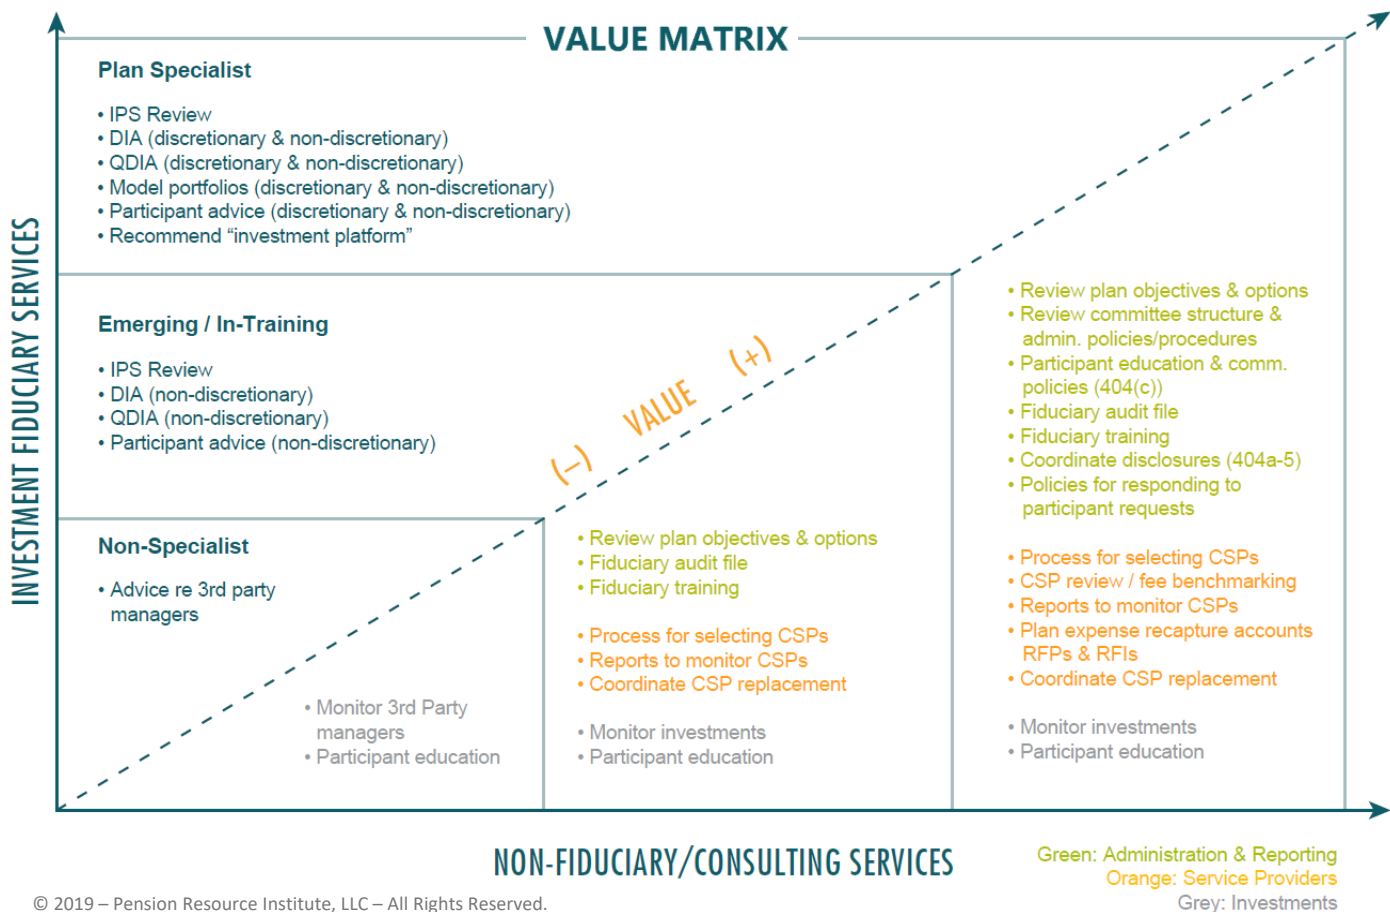 VALUE MATRIX
Plan Specialist
• IPS Review
• DIA (discretionary & non-discretionary)
• QDIA (discretionary & non-discretionary)
• Model portfolios (discretionary & non-discretionary)
• Participant advice (discretionary & non-discretionary)
• Recommend “investment platform”
INVESTMENT FIDUCIARY SERVICES
Emerging / In-Training
• IPS Review
• DIA (non-discretionary)
• QDIA (non-discretionary)
• Participant advice (non-discretionary)
(–) VALUE (+)
Non-Specialist
• Advice re 3rd party
managers
• Monitor 3rd Party
managers
• Participant education
• Review plan objectives & options
• Fiduciary audit file
• Fiduciary training
• Process for selecting CSPs
• Reports to monitor CSPs
• Coordinate CSP replacement
• Monitor investments
• Participant education
• Review plan objectives & options
• Review committee structure &
admin. policies/procedures
• Participant education & comm.
policies (404(c))
• Fiduciary audit file
• Fiduciary training
• Coordinate disclosures (404a-5)
• Policies for responding to
participant requests
• Process for selecting CSPs
• CSP review / fee benchmarking
• Reports to monitor CSPs
• Plan expense recapture accounts
RFPs & RFIs
• Coordinate CSP replacement
• Monitor investments
• Participant education
NON-FIDUCIARY/CONSULTING SERVICES
Green: Administration & Reporting
Orange: Service Providers
Grey: Investments
© 2019 – Pension Resource Institute, LLC – All Rights Reserved.